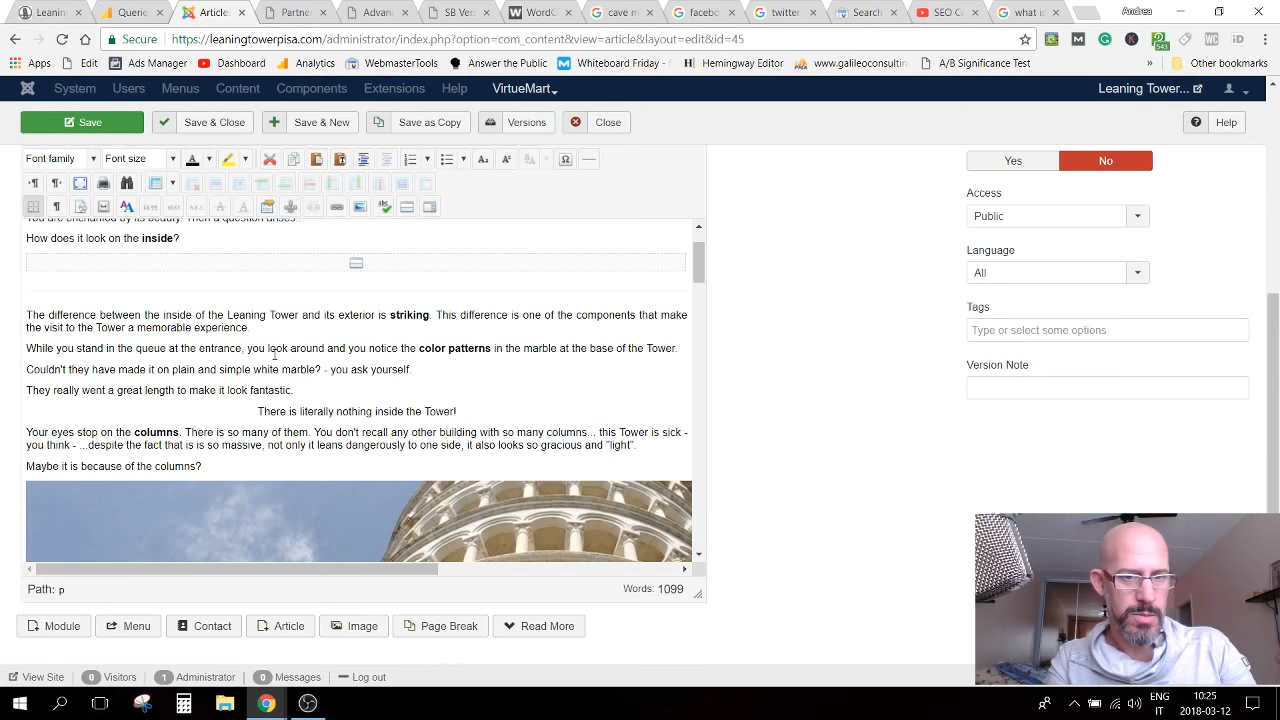 Leaning
Querie
Article
Partne
Advan
SB Ver
WordC
cave m
faceb
twitter
Search
SEO C
what is
Andrea
Secure https://leaningtowerpisa.com/administrator/index.php?option=com_content&view=article&layout=edit&id=45
Apps Edit Ads Manager Dashboard WebmasterTools Answer the Public Whiteboard Friday - Hemingway Editor www.galileoconsultin A/B Significance Test » Other bookmarks
System Users Menus Content Components Extensions Help VirtueMart Leaning Tower...
Save Save & Close Save & New Save as Copy Versions Close Help
Font family Font size
Yes No
Access
Public
Language
All
Tags
Type or select some options
Version Note
You are enchanted by its beauty. Then a question arises...
How does it look on the inside?
The difference between the inside of the Leaning Tower and its exterior is striking. This difference is one of the components that make
the visit to the Tower a memorable experience.
While you stand in the queue at the entrance, you look around and you notice the color patterns in the marble at the base of the Tower.
Couldn't they have made it on plain and simple white marble? - you ask yourself.
They really went a great length to make it look fantastic.
There is literally nothing inside the Tower!
Your eyes stop on the columns. There is so many of them. You don't recall any other building with so many columns... this Tower is sick -
you think - .. despite the fact that is is so massive, not only it leans dangerously to one side, it also looks so gracious and "light".
Maybe it is because of the columns?
Path: p Words: 1099
Module Menu Contact Article Image Page Break Read More
View Site 0 Visitors 1 Administrator 0 Messages Log out
ENG
IT
10:25
2018-03-12